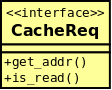 <<interface>>
CacheReq
+get_addr()
+is_read()